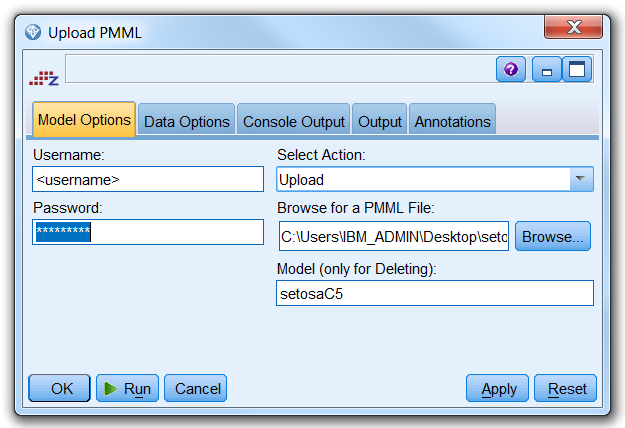 Upload PMML
z
?
Model Options Data Options Console Output Output Annotations
Username: Select Action:
<username> Upload
Password: Browse for a PMML File:
********* C:\Users\IBM_ADMIN\Desktop\seto Browse...
Model (only for Deleting):
setosaC5
OK Run Cancel Apply Reset